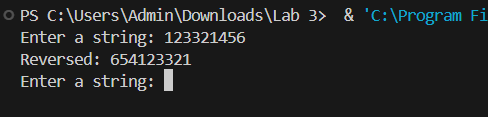 PS C:\Users\Admin\Downloads\Lab 3>  & 'C:\Program Fi
Enter a string: 123321456
Reversed: 654123321
Enter a string: